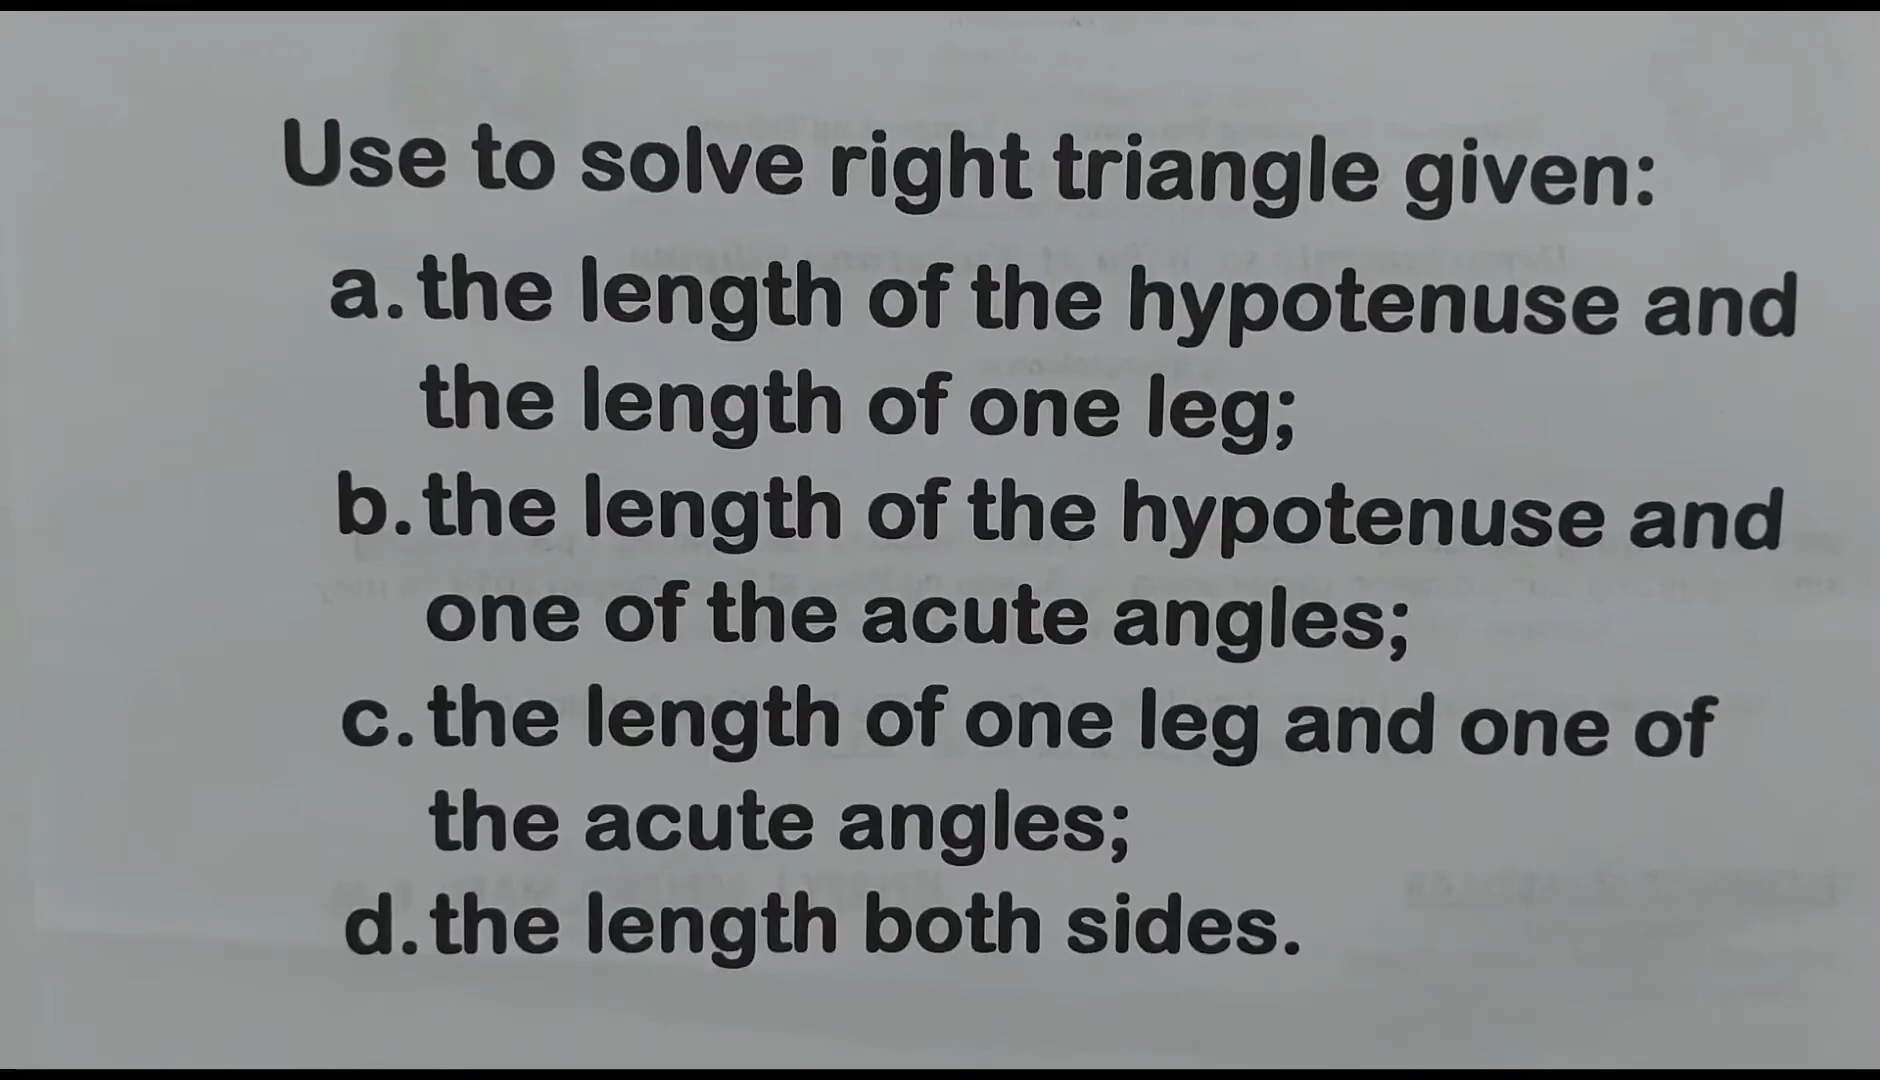 Use to solve right triangle given:
a. the length of the hypotenuse and
the length of one leg;
b. the length of the hypotenuse and
one of the acute angles;
c. the length of one leg and one of
the acute angles;
d. the length both sides.